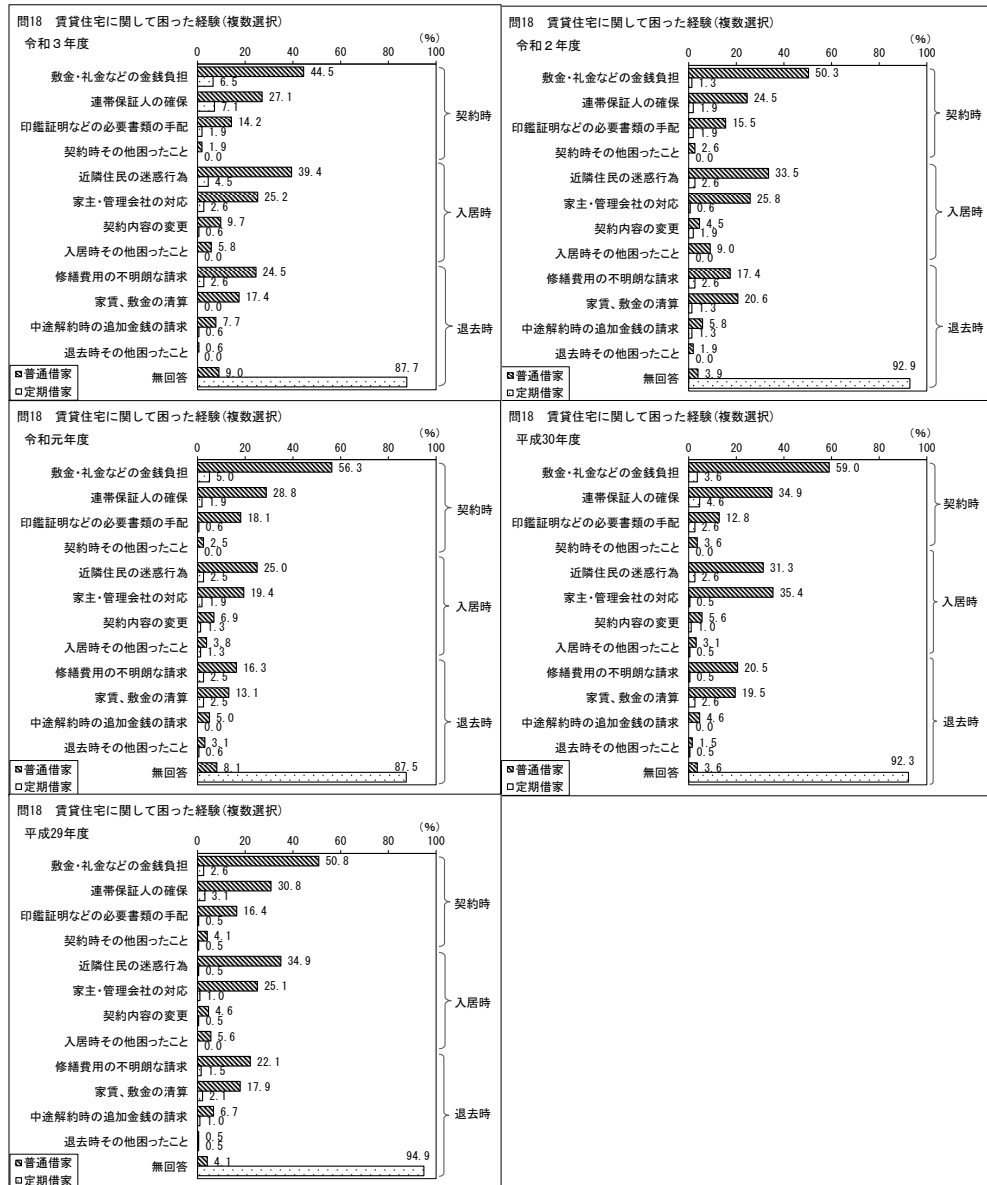 問18　賃貸住宅に関して困った経験(複数選択)
令和３年度
(％)
0 20 40 60 80 100
敷金・礼金などの金銭負担 44.5 6.5
連帯保証人の確保 27.1 7.1
印鑑証明などの必要書類の手配 14.2 1.9
契約時その他困ったこと 1.9 0.0
契約時
近隣住民の迷惑行為 39.4 4.5
家主・管理会社の対応 25.2 2.6
契約内容の変更 9.7 0.6
入居時その他困ったこと 5.8 0.0
入居時
修繕費用の不明朗な請求 24.5 2.6
家賃、敷金の清算 17.4 0.0
中途解約時の追加金銭の請求 7.7 0.6
退去時その他困ったこと 0.6 0.0
退去時
無回答 9.0 87.7
普通借家
定期借家
問18　賃貸住宅に関して困った経験(複数選択)
令和２年度
(％)
0 20 40 60 80 100
敷金・礼金などの金銭負担 50.3 1.3
連帯保証人の確保 24.5 1.9
印鑑証明などの必要書類の手配 15.5 1.9
契約時その他困ったこと 2.6 0.0
契約時
近隣住民の迷惑行為 33.5 2.6
家主・管理会社の対応 25.8 0.6
契約内容の変更 4.5 1.9
入居時その他困ったこと 9.0 0.0
入居時
修繕費用の不明朗な請求 17.4 2.6
家賃、敷金の清算 20.6 1.3
中途解約時の追加金銭の請求 5.8 1.3
退去時その他困ったこと 1.9 0.0
退去時
無回答 3.9 92.9
普通借家
定期借家
問18　賃貸住宅に関して困った経験(複数選択)
令和元年度
(％)
0 20 40 60 80 100
敷金・礼金などの金銭負担 56.3 5.0
連帯保証人の確保 28.8 1.9
印鑑証明などの必要書類の手配 18.1 0.6
契約時その他困ったこと 2.5 0.0
契約時
近隣住民の迷惑行為 25.0 2.5
家主・管理会社の対応 19.4 1.9
契約内容の変更 6.9 1.3
入居時その他困ったこと 3.8 1.3
入居時
修繕費用の不明朗な請求 16.3 2.5
家賃、敷金の清算 13.1 2.5
中途解約時の追加金銭の請求 5.0 0.0
退去時その他困ったこと 3.1 0.6
退去時
無回答 8.1 87.5
普通借家
定期借家
問18　賃貸住宅に関して困った経験(複数選択)
平成30年度
(％)
0 20 40 60 80 100
敷金・礼金などの金銭負担 59.0 3.6
連帯保証人の確保 34.9 4.6
印鑑証明などの必要書類の手配 12.8 2.6
契約時その他困ったこと 3.6 0.0
契約時
近隣住民の迷惑行為 31.3 2.6
家主・管理会社の対応 35.4 0.5
契約内容の変更 5.6 1.0
入居時その他困ったこと 3.1 0.5
入居時
修繕費用の不明朗な請求 20.5 0.5
家賃、敷金の清算 19.5 2.6
中途解約時の追加金銭の請求 4.6 0.0
退去時その他困ったこと 1.5 0.5
退去時
無回答 3.6 92.3
普通借家
定期借家
問18　賃貸住宅に関して困った経験(複数選択)
平成29年度
(％)
0 20 40 60 80 100
敷金・礼金などの金銭負担 50.8 2.6
連帯保証人の確保 30.8 3.1
印鑑証明などの必要書類の手配 16.4 0.5
契約時その他困ったこと 4.1 0.5
契約時
近隣住民の迷惑行為 34.9 0.5
家主・管理会社の対応 25.1 1.0
契約内容の変更 4.6 0.5
入居時その他困ったこと 5.6 0.0
入居時
修繕費用の不明朗な請求 22.1 1.5
家賃、敷金の清算 17.9 2.1
中途解約時の追加金銭の請求 6.7 1.0
退去時その他困ったこと 0.5 0.5
退去時
無回答 4.1 94.9
普通借家
定期借家